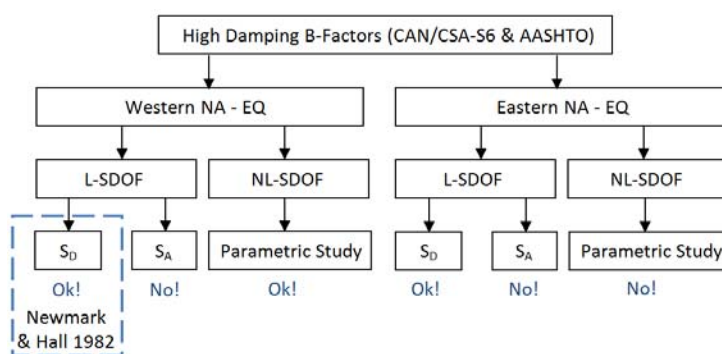 High Damping B-Factors (CAN/CSA-S6 & AASHTO)
Western NA - EQ
Eastern NA - EQ
L-SDOF
NL-SDOF
L-SDOF
NL-SDOF
SD
SA
Parametric Study
SD
SA
Parametric Study
Ok!
No!
Ok!
Ok!
No!
No!
Newmark
& Hall 1982